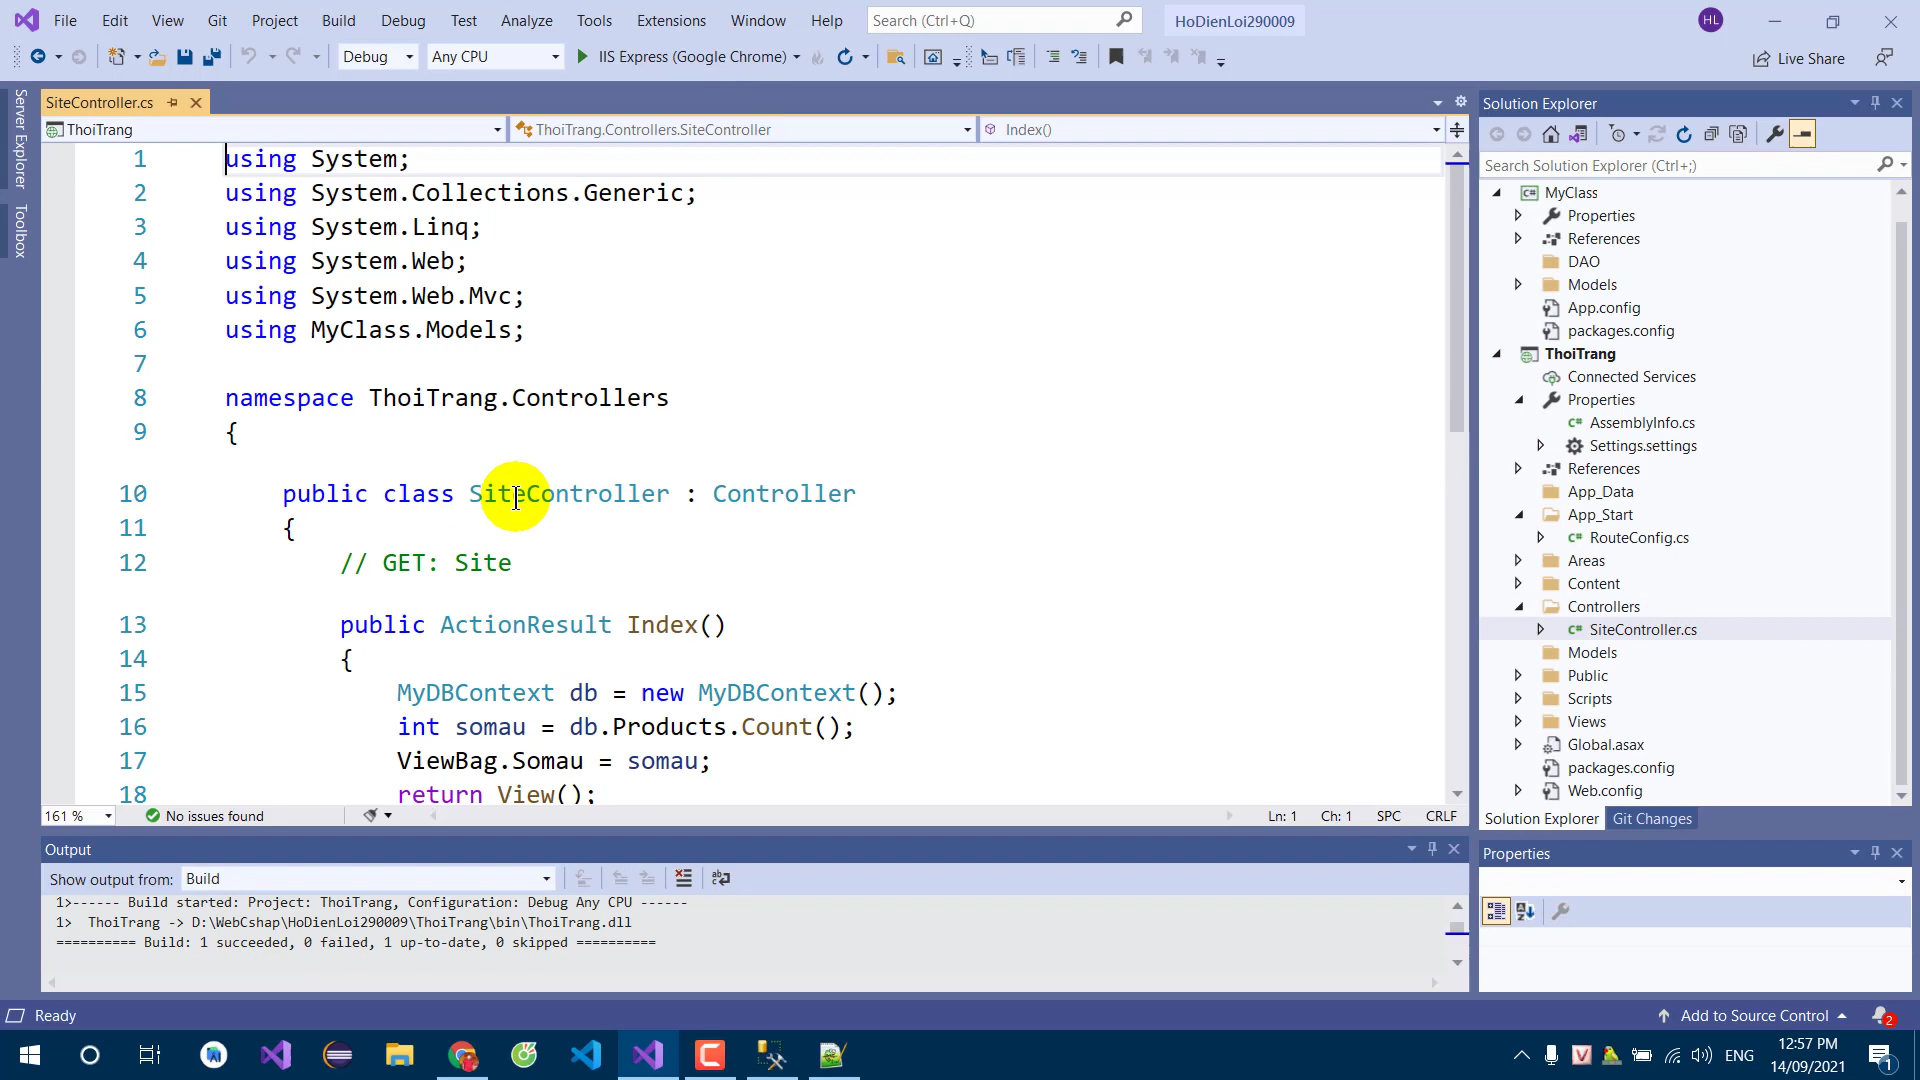 File Edit View Git Project Build Debug Test Analyze Tools Extensions Window Help Search (Ctrl+Q) HoDienLoi290009 HL
Debug Any CPU IIS Express (Google Chrome) Live Share
Server Explorer
Toolbox
SiteController.cs
ThoiTrang ThoiTrang.Controllers.SiteController Index()
1 using System;
2 using System.Collections.Generic;
3 using System.Linq;
4 using System.Web;
5 using System.Web.Mvc;
6 using MyClass.Models;
7
8 namespace ThoiTrang.Controllers
9 {
10 public class SiteController : Controller
11 {
12 // GET: Site
13 public ActionResult Index()
14 {
15 MyDBContext db = new MyDBContext();
16 int somau = db.Products.Count();
17 ViewBag.Somau = somau;
18 return View();
161 % No issues found Ln: 1 Ch: 1 SPC CRLF
Output
Show output from: Build
1>------ Build started: Project: ThoiTrang, Configuration: Debug Any CPU ------
1> ThoiTrang -> D:\WebCshap\HoDienLoi290009\ThoiTrang\bin\ThoiTrang.dll
========== Build: 1 succeeded, 0 failed, 1 up-to-date, 0 skipped ==========
Solution Explorer
Search Solution Explorer (Ctrl+;)
MyClass
Properties
References
DAO
Models
App.config
packages.config
ThoiTrang
Connected Services
Properties
AssemblyInfo.cs
Settings.settings
References
App_Data
App_Start
RouteConfig.cs
Areas
Content
Controllers
SiteController.cs
Models
Public
Scripts
Views
Global.asax
packages.config
Web.config
Solution Explorer Git Changes
Properties
Ready Add to Source Control 2
ENG 12:57 PM
14/09/2021 1